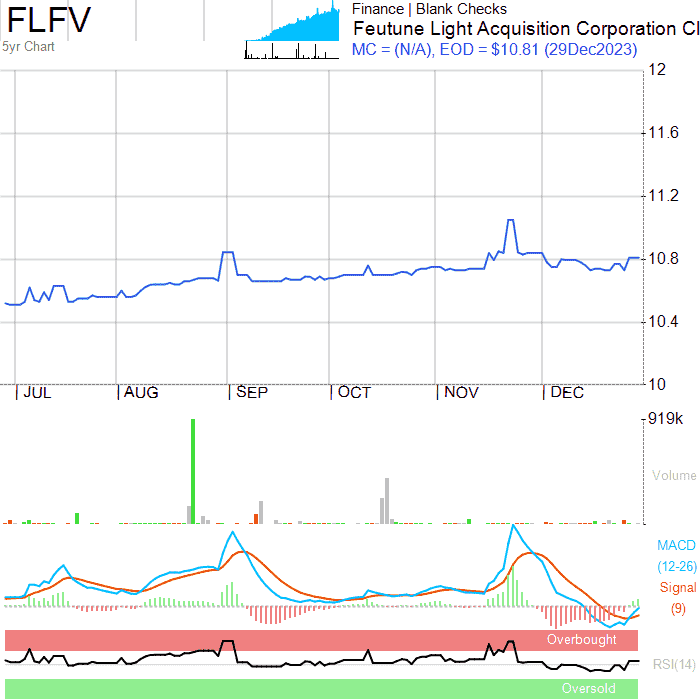 FLFV
5yr Chart
Finance | Blank Checks
Feutune Light Acquisition Corporation Cl
MC = (N/A), EOD = $10.81 (29Dec2023)
12
11.6
11.2
10.8
10.4
10
JUL AUG SEP OCT NOV DEC
919k
Volume
MACD
(12-26)
Signal
(9)
Overbought
RSI(14)
Oversold